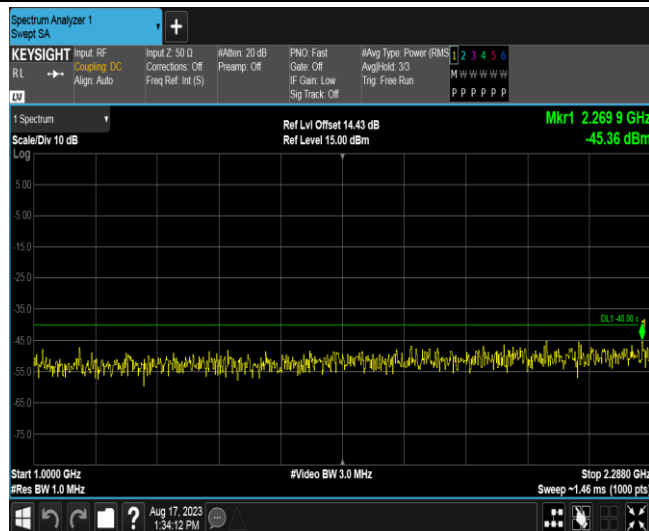 Spectrum Analyzer 1
Swept SA
+
KEYSIGHT
RL
LXI
Input: RF
Coupling: DC
Align: Auto
Input Z: 50 Ω
Corrections: Off
Freq Ref: Int (S)
#Atten: 20 dB
Preamp: Off
PNO: Fast
Gate: Off
IF Gain: Low
Sig Track: Off
#Avg Type: Power (RMS
Avg|Hold: 3/3
Trig: Free Run
1 2 3 4 5 6
M W W W W W
P P P P P P
1 Spectrum
Scale/Div 10 dB
Log
Ref Lvl Offset 14.43 dB
Ref Level 15.00 dBm
Mkr1 2.269 9 GHz
-45.36 dBm
5.00
-5.00
-15.0
-25.0
-35.0
DL1 -40.00 c
-45.0
-55.0
-65.0
-75.0
Start 1.0000 GHz
#Video BW 3.0 MHz
Stop 2.2880 GHz
#Res BW 1.0 MHz
Sweep ~1.46 ms (1000 pts)
?
Aug 17, 2023
1:34:12 PM